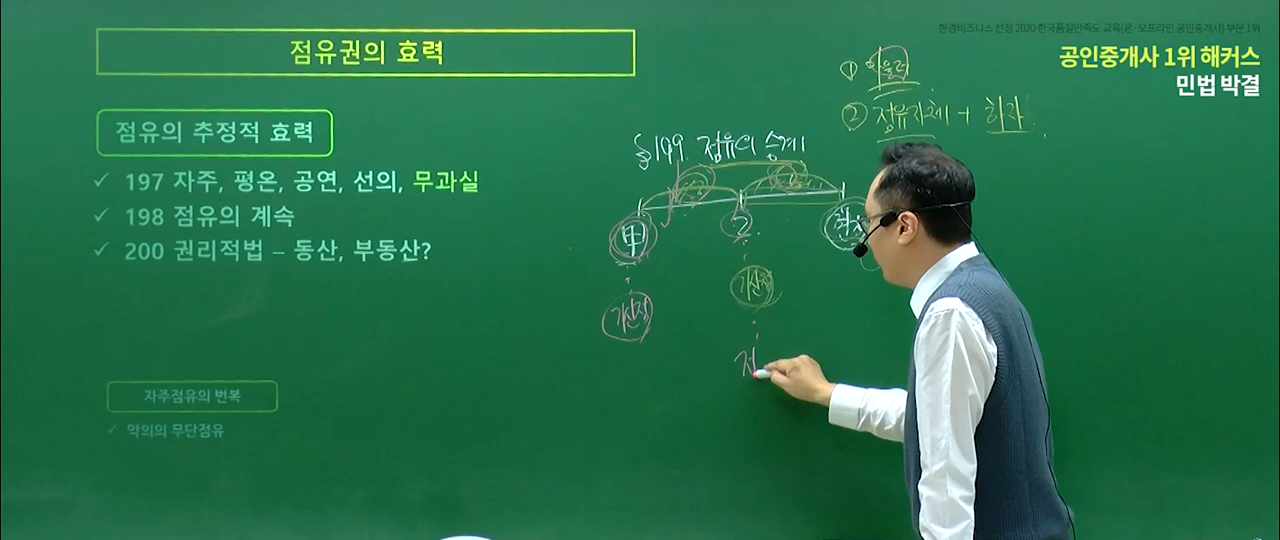 점유권의 효력
한경비즈니스 선정 2020 한국품질만족도 교육(온·오프라인 공인중개사) 부문 1위
공인중개사 1위 해커스
민법 박결
점유의 추정적 효력
✓ 197 자주, 평온, 공연, 선의, 무과실
✓ 198 점유의 계속
✓ 200 권리적법 – 동산, 부동산?
자주점유의 번복
✓ 악의의 무단점유
①
② 점유자체 + 하자
§199. 점유의 승계
甲 乙